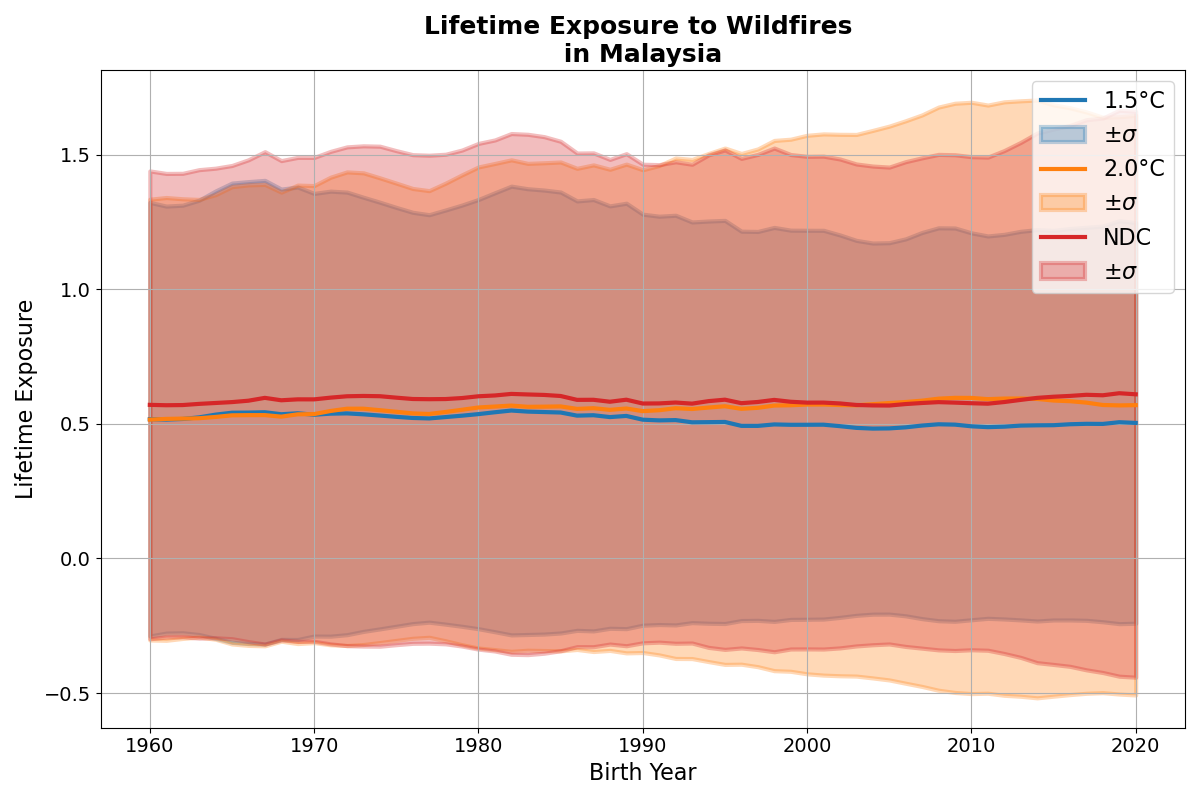 Lifetime Exposure to Wildfires
in Malaysia
1.5°C
±σ
2.0°C
±σ
NDC
±σ
Lifetime Exposure
1.5
1.0
0.5
0.0
−0.5
1960
1970
1980
1990
2000
2010
2020
Birth Year